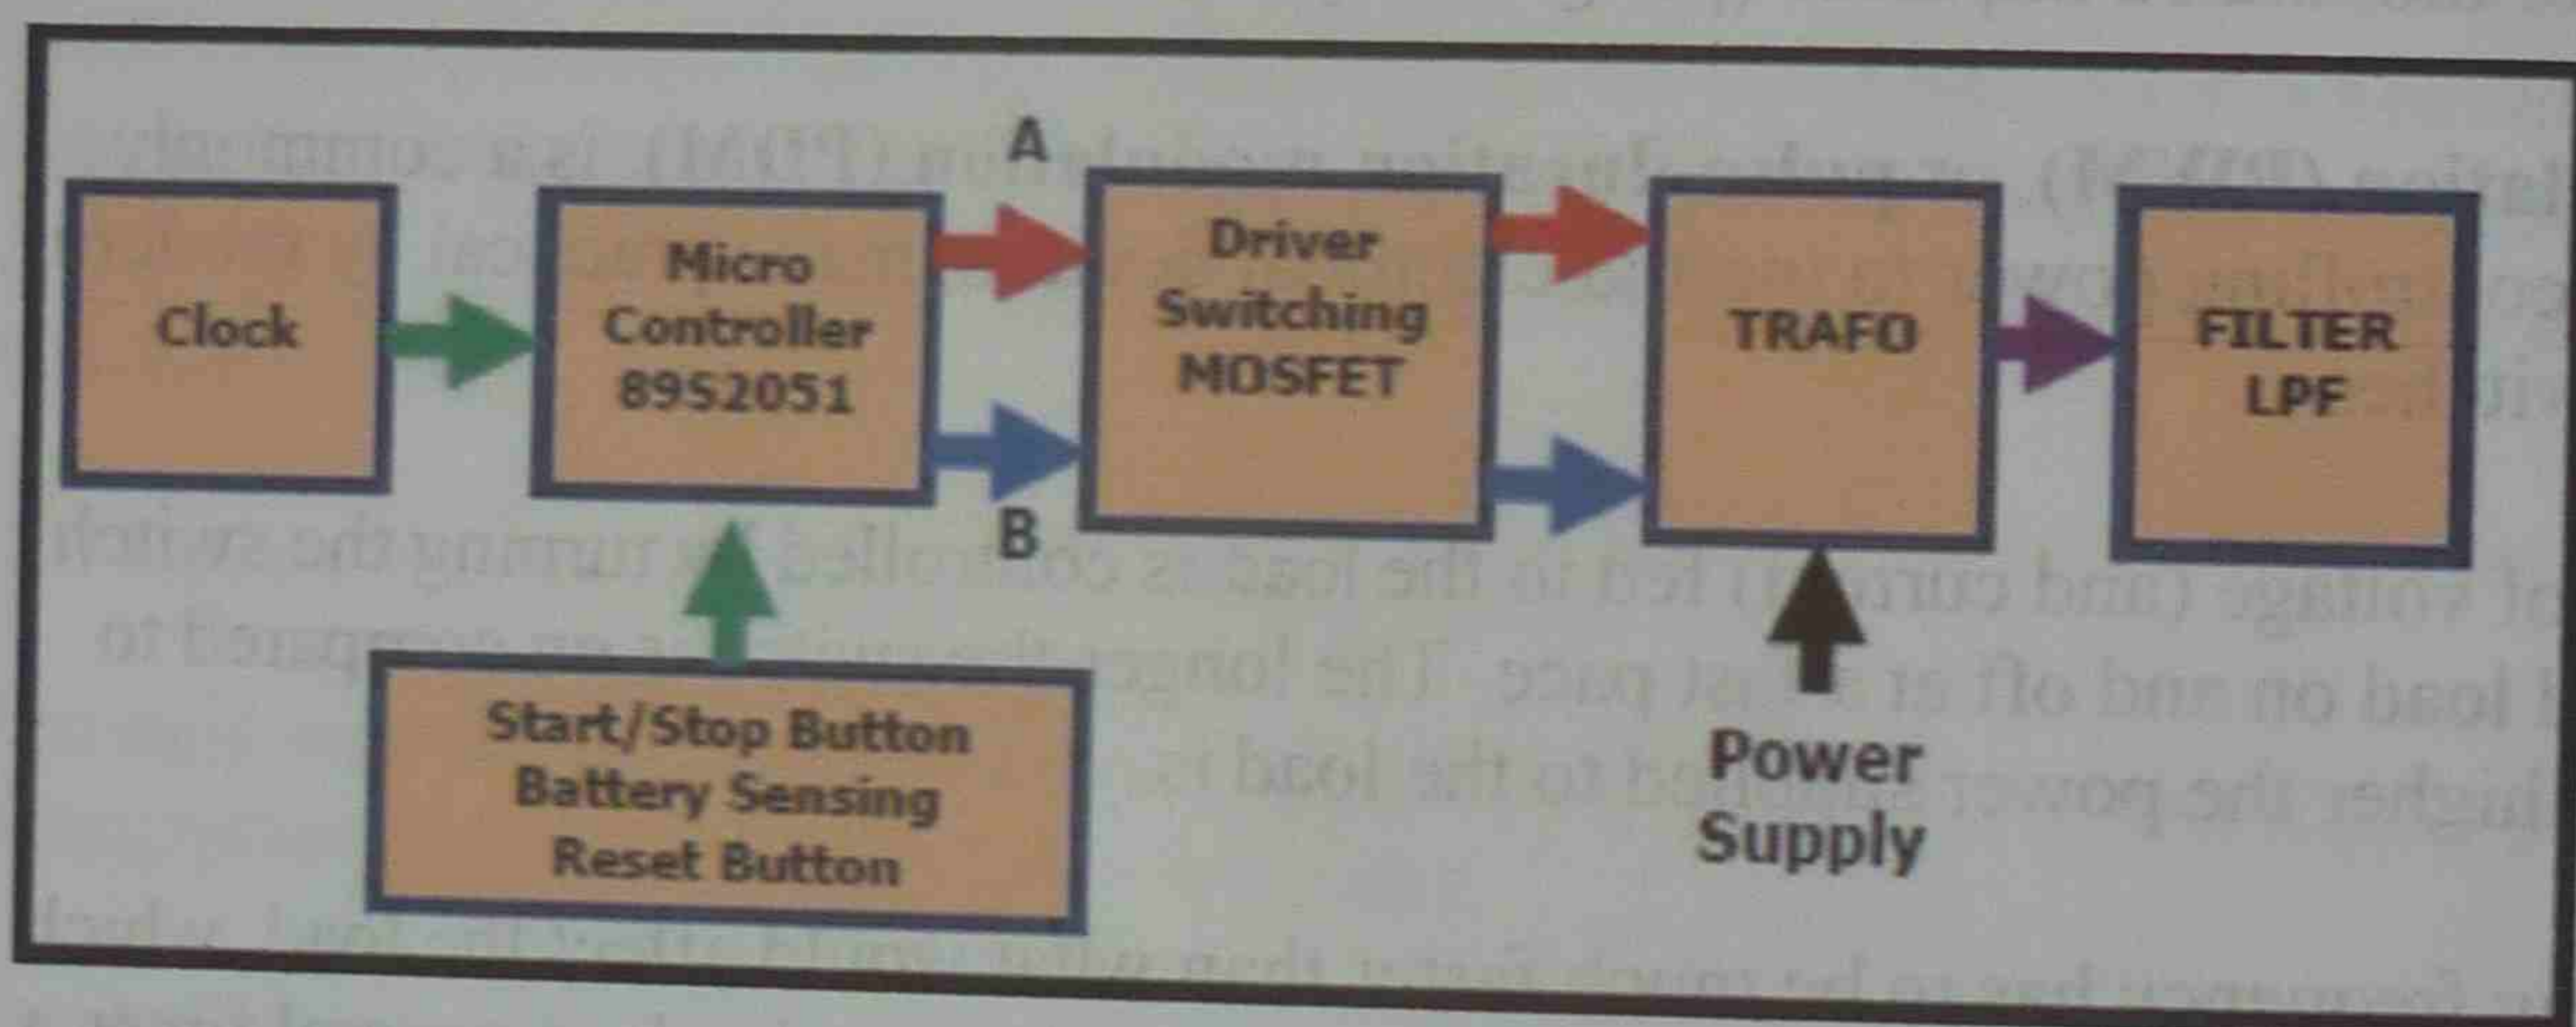 A
Clock
Micro
Controller
89S2051
Driver
Switching
MOSFET
TRAFO
FILTER
LPF
B
Start/Stop Button
Battery Sensing
Reset Button
Power
Supply